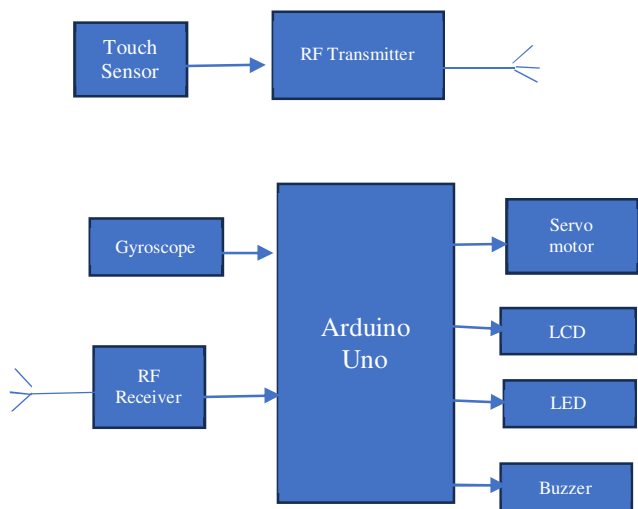 Touch
Sensor
RF Transmitter
Gyroscope
RF
Receiver
Arduino
Uno
Servo
motor
LCD
LED
Buzzer